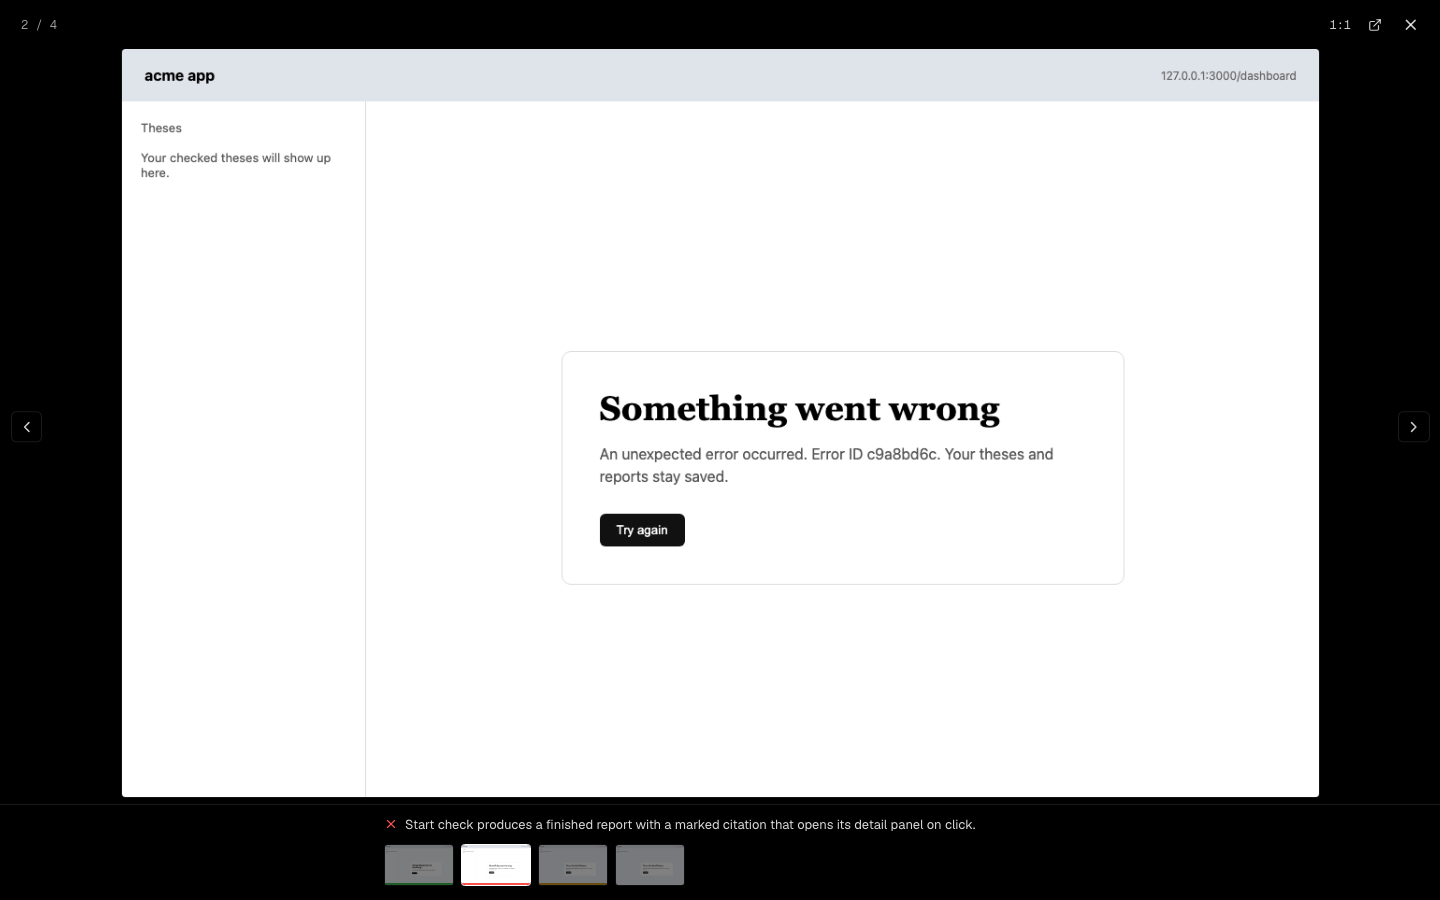 2 / 4
1:1
acme app
127.0.0.1:3000/dashboard
Theses
Your checked theses will show up
here.
Something went wrong
An unexpected error occurred. Error ID c9a8bd6c. Your theses and
reports stay saved.
Try again
Start check produces a finished report with a marked citation that opens its detail panel on click.